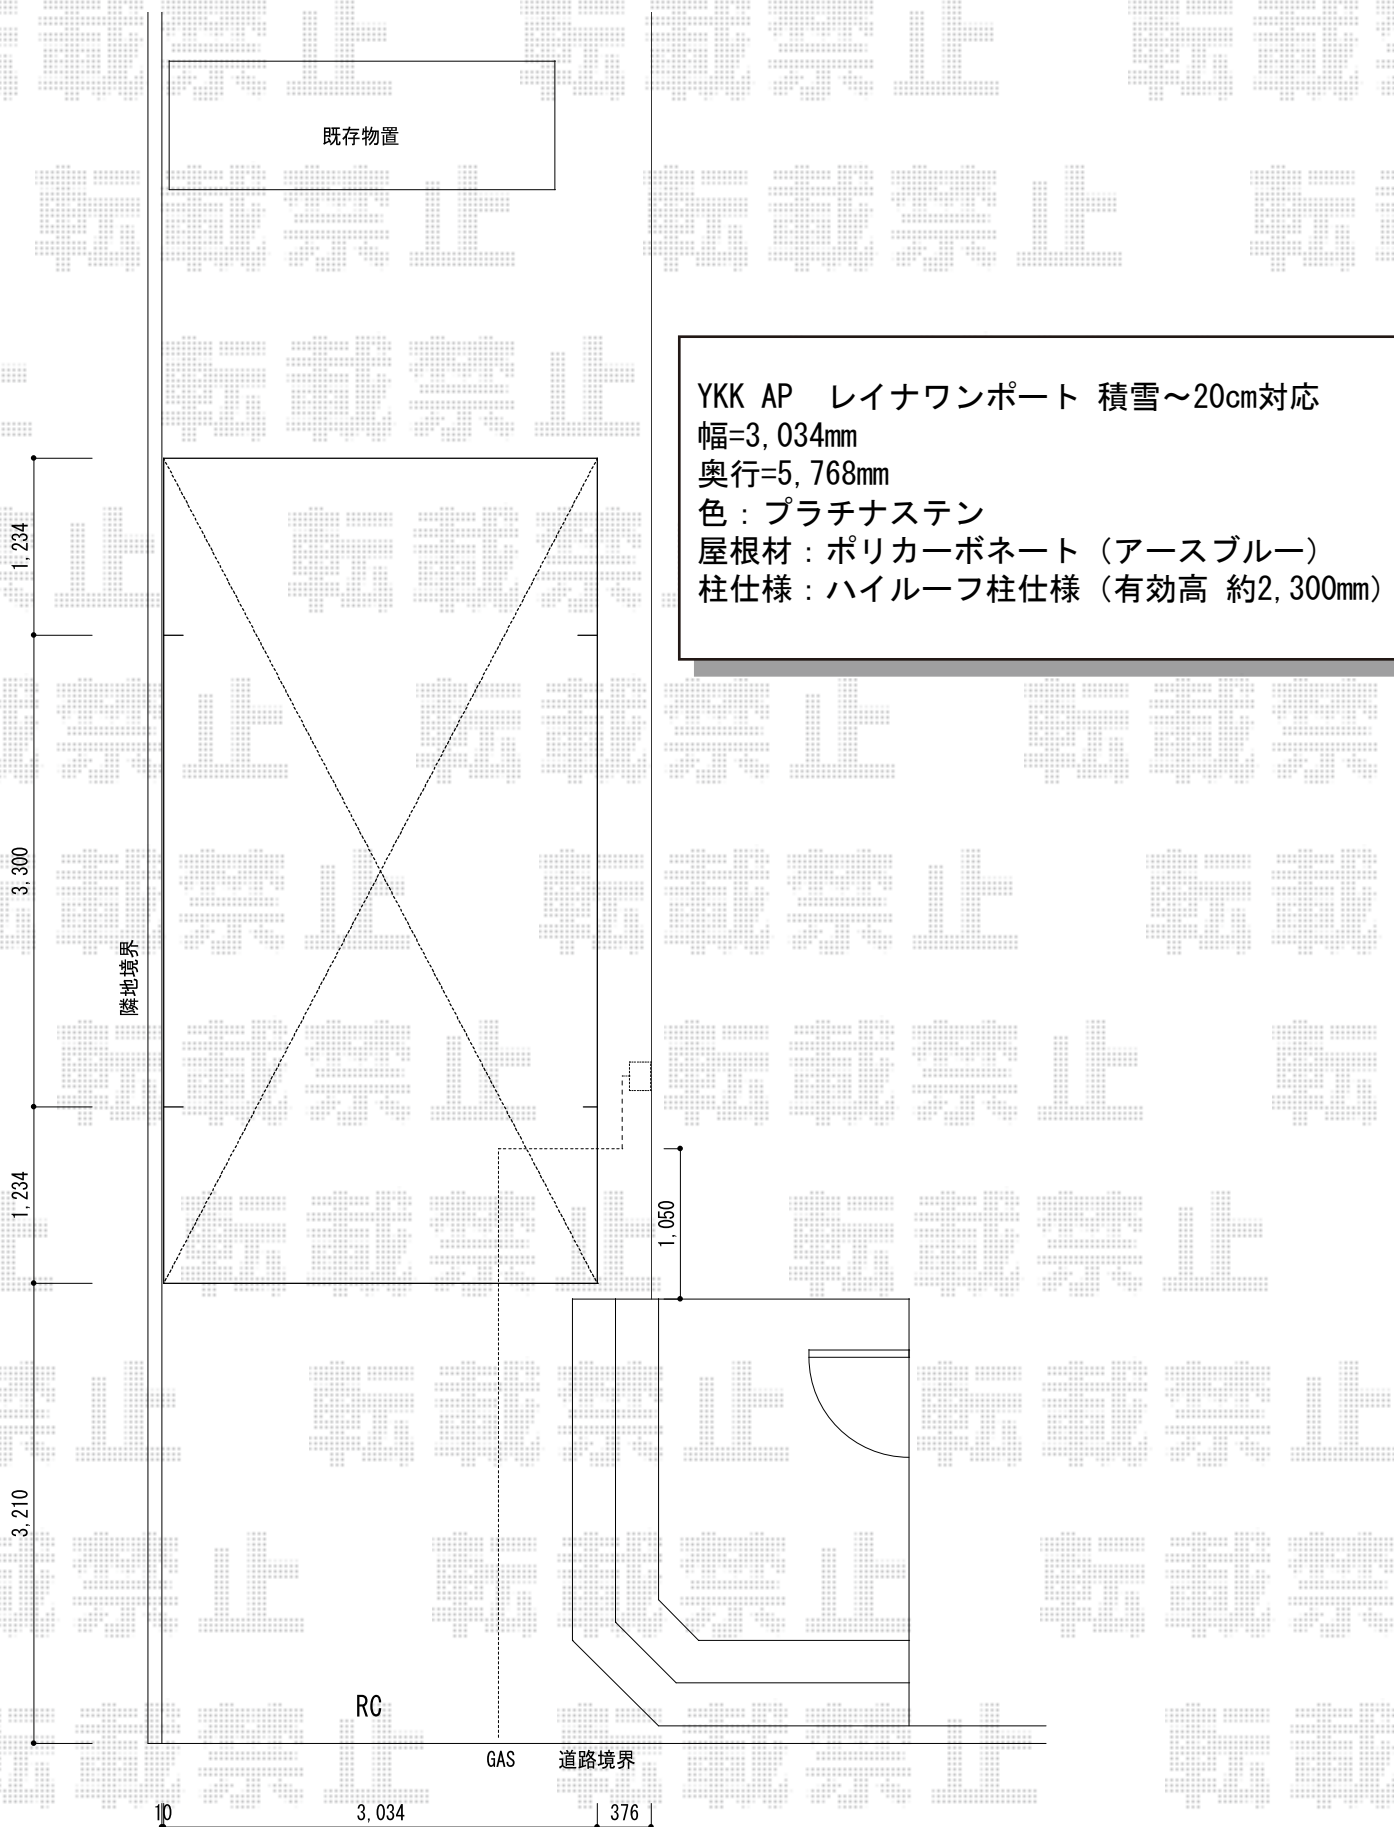 既存物置
YKK AP　レイナワンポート 積雪～20cm対応
幅=3,034mm
奥行=5,768mm
色：プラチナステン
屋根材：ポリカーボネート（アースブルー）
柱仕様：ハイルーフ柱仕様（有効高 約2,300mm）
1,234
3,300
隣地境界
1,234
1,050
3,210
RC
GAS
道路境界
10
3,034
376
転載禁止